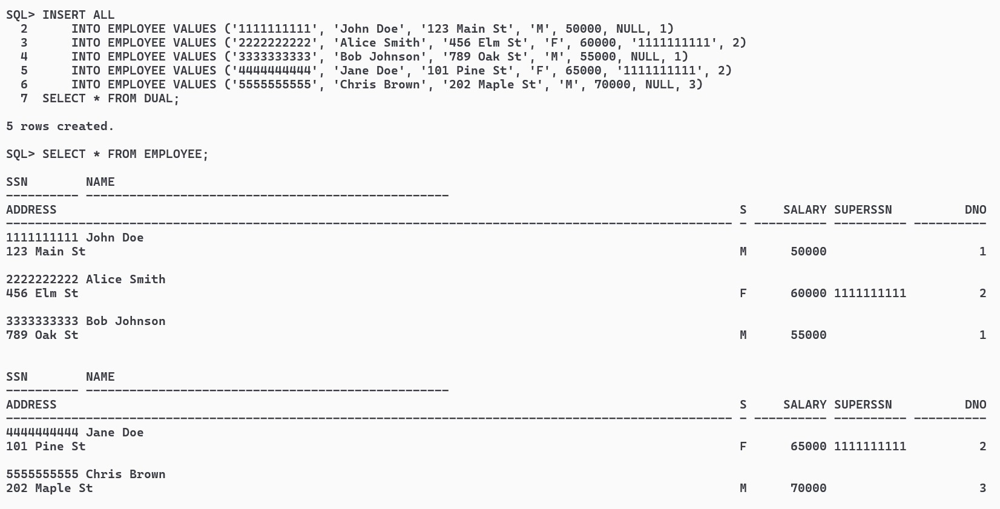 SQL> INSERT ALL
  2      INTO EMPLOYEE VALUES ('1111111111', 'John Doe', '123 Main St', 'M', 50000, NULL, 1)
  3      INTO EMPLOYEE VALUES ('2222222222', 'Alice Smith', '456 Elm St', 'F', 60000, '1111111111', 2)
  4      INTO EMPLOYEE VALUES ('3333333333', 'Bob Johnson', '789 Oak St', 'M', 55000, NULL, 1)
  5      INTO EMPLOYEE VALUES ('4444444444', 'Jane Doe', '101 Pine St', 'F', 65000, '1111111111', 2)
  6      INTO EMPLOYEE VALUES ('5555555555', 'Chris Brown', '202 Maple St', 'M', 70000, NULL, 3)
  7  SELECT * FROM DUAL;

5 rows created.

SQL> SELECT * FROM EMPLOYEE;

SSN        NAME
---------- --------------------------------------------------
ADDRESS                                                                                              S     SALARY SUPERSSN          DNO
---------------------------------------------------------------------------------------------------- - ---------- ---------- ----------
1111111111 John Doe
123 Main St                                                                                          M      50000                     1

2222222222 Alice Smith
456 Elm St                                                                                           F      60000 1111111111          2

3333333333 Bob Johnson
789 Oak St                                                                                           M      55000                     1


SSN        NAME
---------- --------------------------------------------------
ADDRESS                                                                                              S     SALARY SUPERSSN          DNO
---------------------------------------------------------------------------------------------------- - ---------- ---------- ----------
4444444444 Jane Doe
101 Pine St                                                                                          F      65000 1111111111          2

5555555555 Chris Brown
202 Maple St                                                                                         M      70000                     3